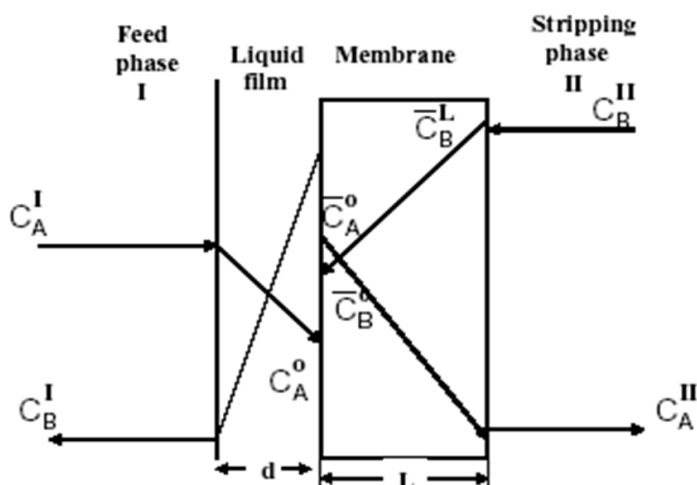 Feed
phase
I
Liquid
film
Membrane
Stripping
phase
II
C_B^II
C̅_B^L
C_A^I
C̅_A^o
C̅_B^o
C_A^o
C_B^I
C_A^II
d
L